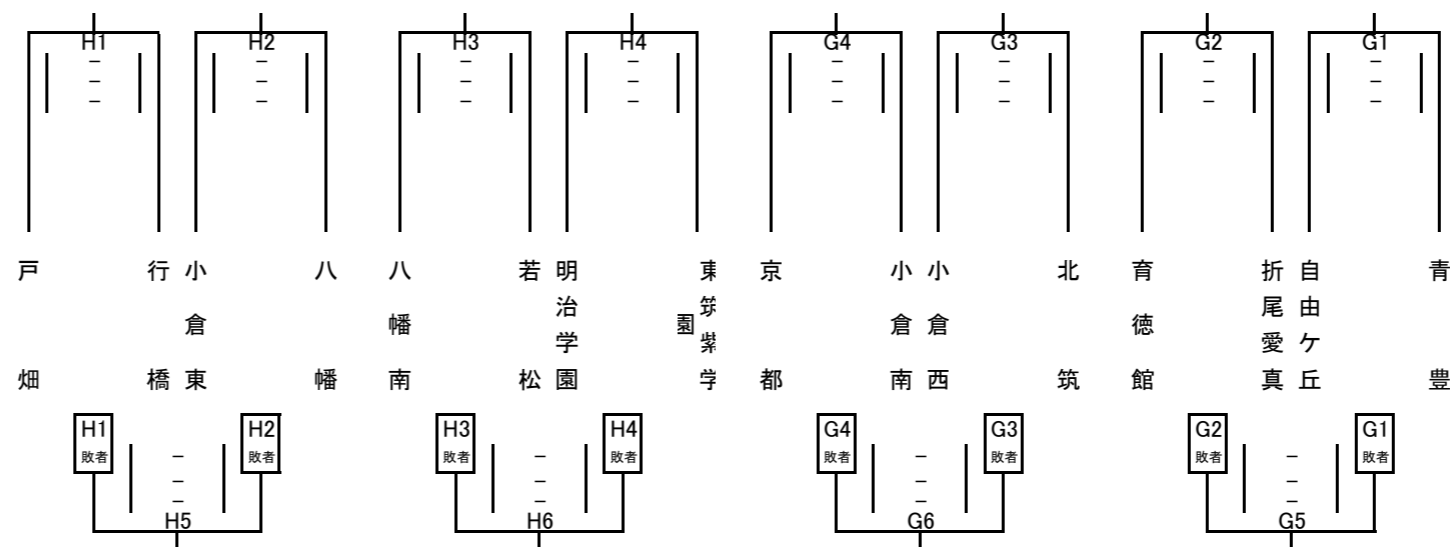 H1 H2 H3 H4 G4 G3 G2 G1
－ － － － － － － －
－ － － － － － － －
－ － － － － － － －
戸畑
行橋
小倉東
八幡
八幡南
若松
明治学園
東筑紫学園
京都
小倉南
小倉西
北筑
育徳館
折尾愛真
自由ケ丘
青豊
H1 H2 H3 H4 G4 G3 G2 G1
敗者 敗者 敗者 敗者 敗者 敗者 敗者 敗者
－ － － －
－ － － －
－ － － －
H5 H6 G6 G5